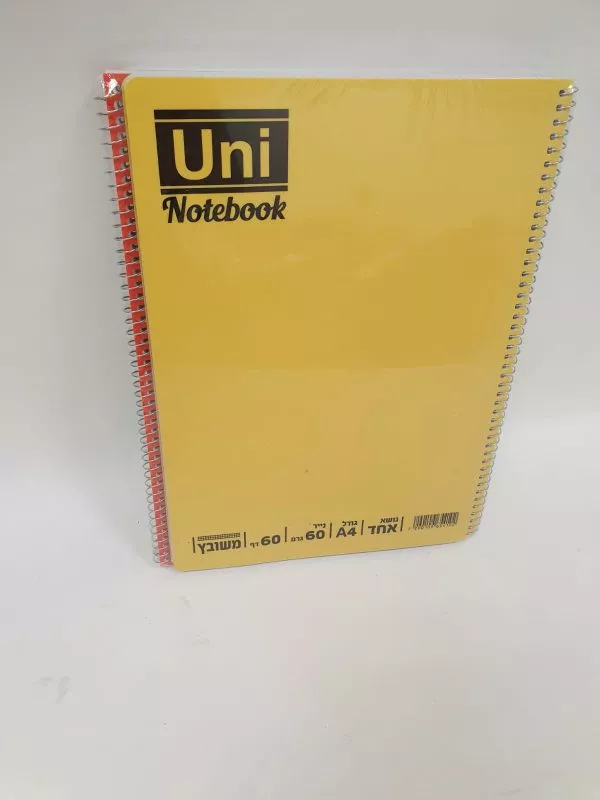 Uni
Notebook
נושא
אחד
גודל
A4
נייר
60 גרם
60 דף
משובץ